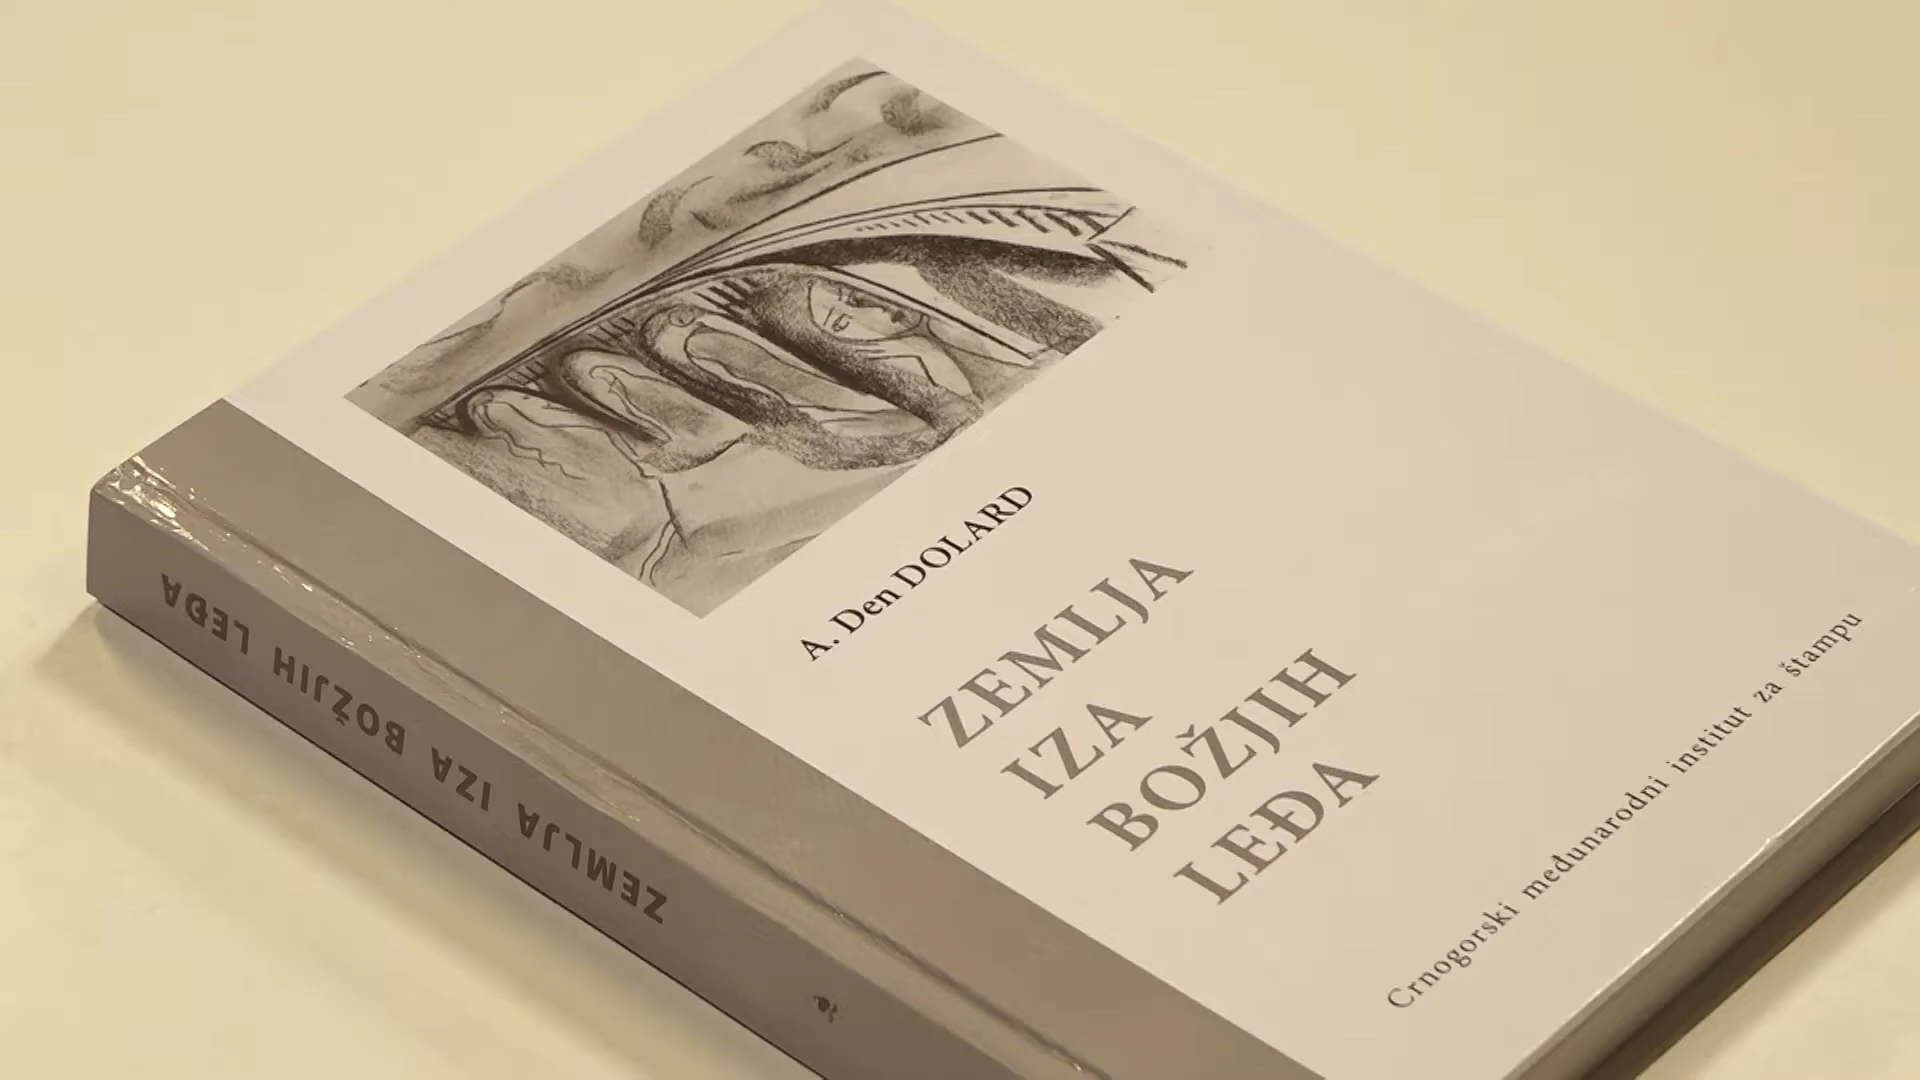 A. Den DOLARD
ZEMLJA
IZA
BOŽJIH
LEĐA
Crnogorski međunarodni institut za štampu
ZEMLJA IZA BOŽJIH LEĐA